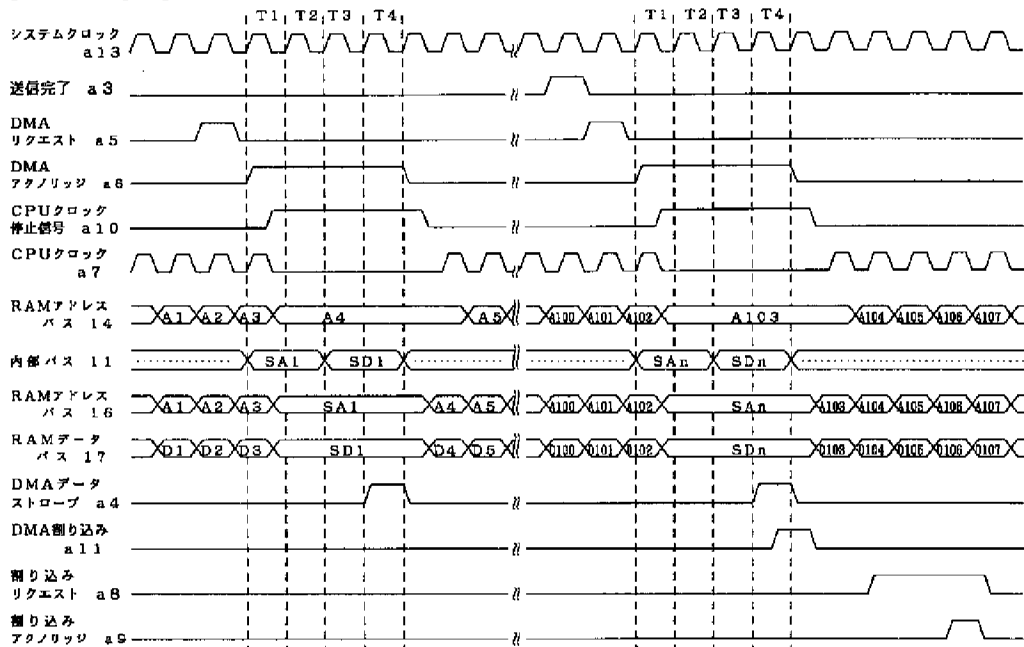 T1 T2 T3 T4 T1 T2 T3 T4
システムクロック
a13
送信完了 a3
DMA
リクエスト a5
DMA
アクノリッジ a6
CPUクロック
停止信号 a10
CPUクロック
a7
RAMアドレス
バス 14 A1 A2 A3 A4 A5 A100 A101 A102 A103 A104 A105 A106 A107
内部バス 11 SA1 SD1 SAn SDn
RAMアドレス
バス 16 A1 A2 A3 SA1 A4 A5 A100 A101 A102 SAn A103 A104 A105 A106 A107
RAMデータ
バス 17 D1 D2 D3 SD1 D4 D5 D100 D101 D102 SDn D103 D104 D105 D106 D107
DMAデータ
ストローブ a4
DMA割り込み
a11
割り込み
リクエスト a8
割り込み
アクノリッジ a9